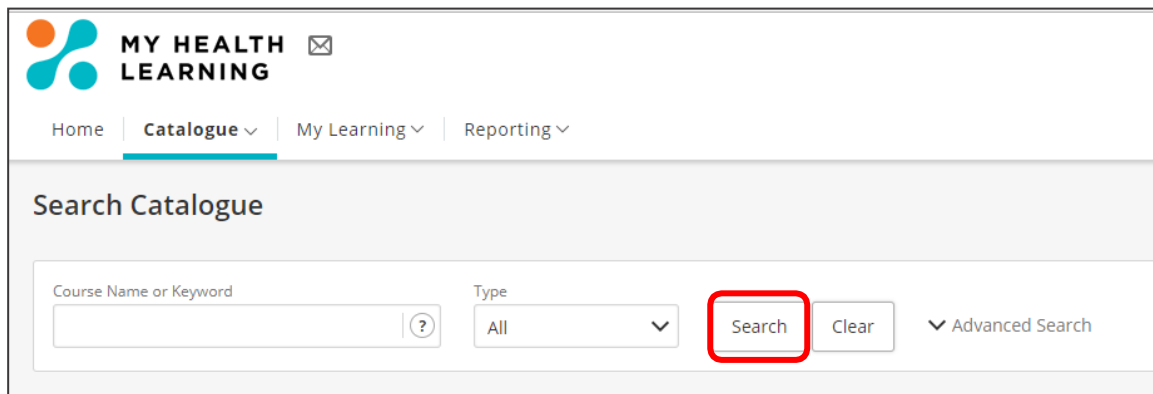 MY HEALTH
LEARNING
Home Catalogue My Learning Reporting
Search Catalogue
Course Name or Keyword Type
? All Search Clear Advanced Search